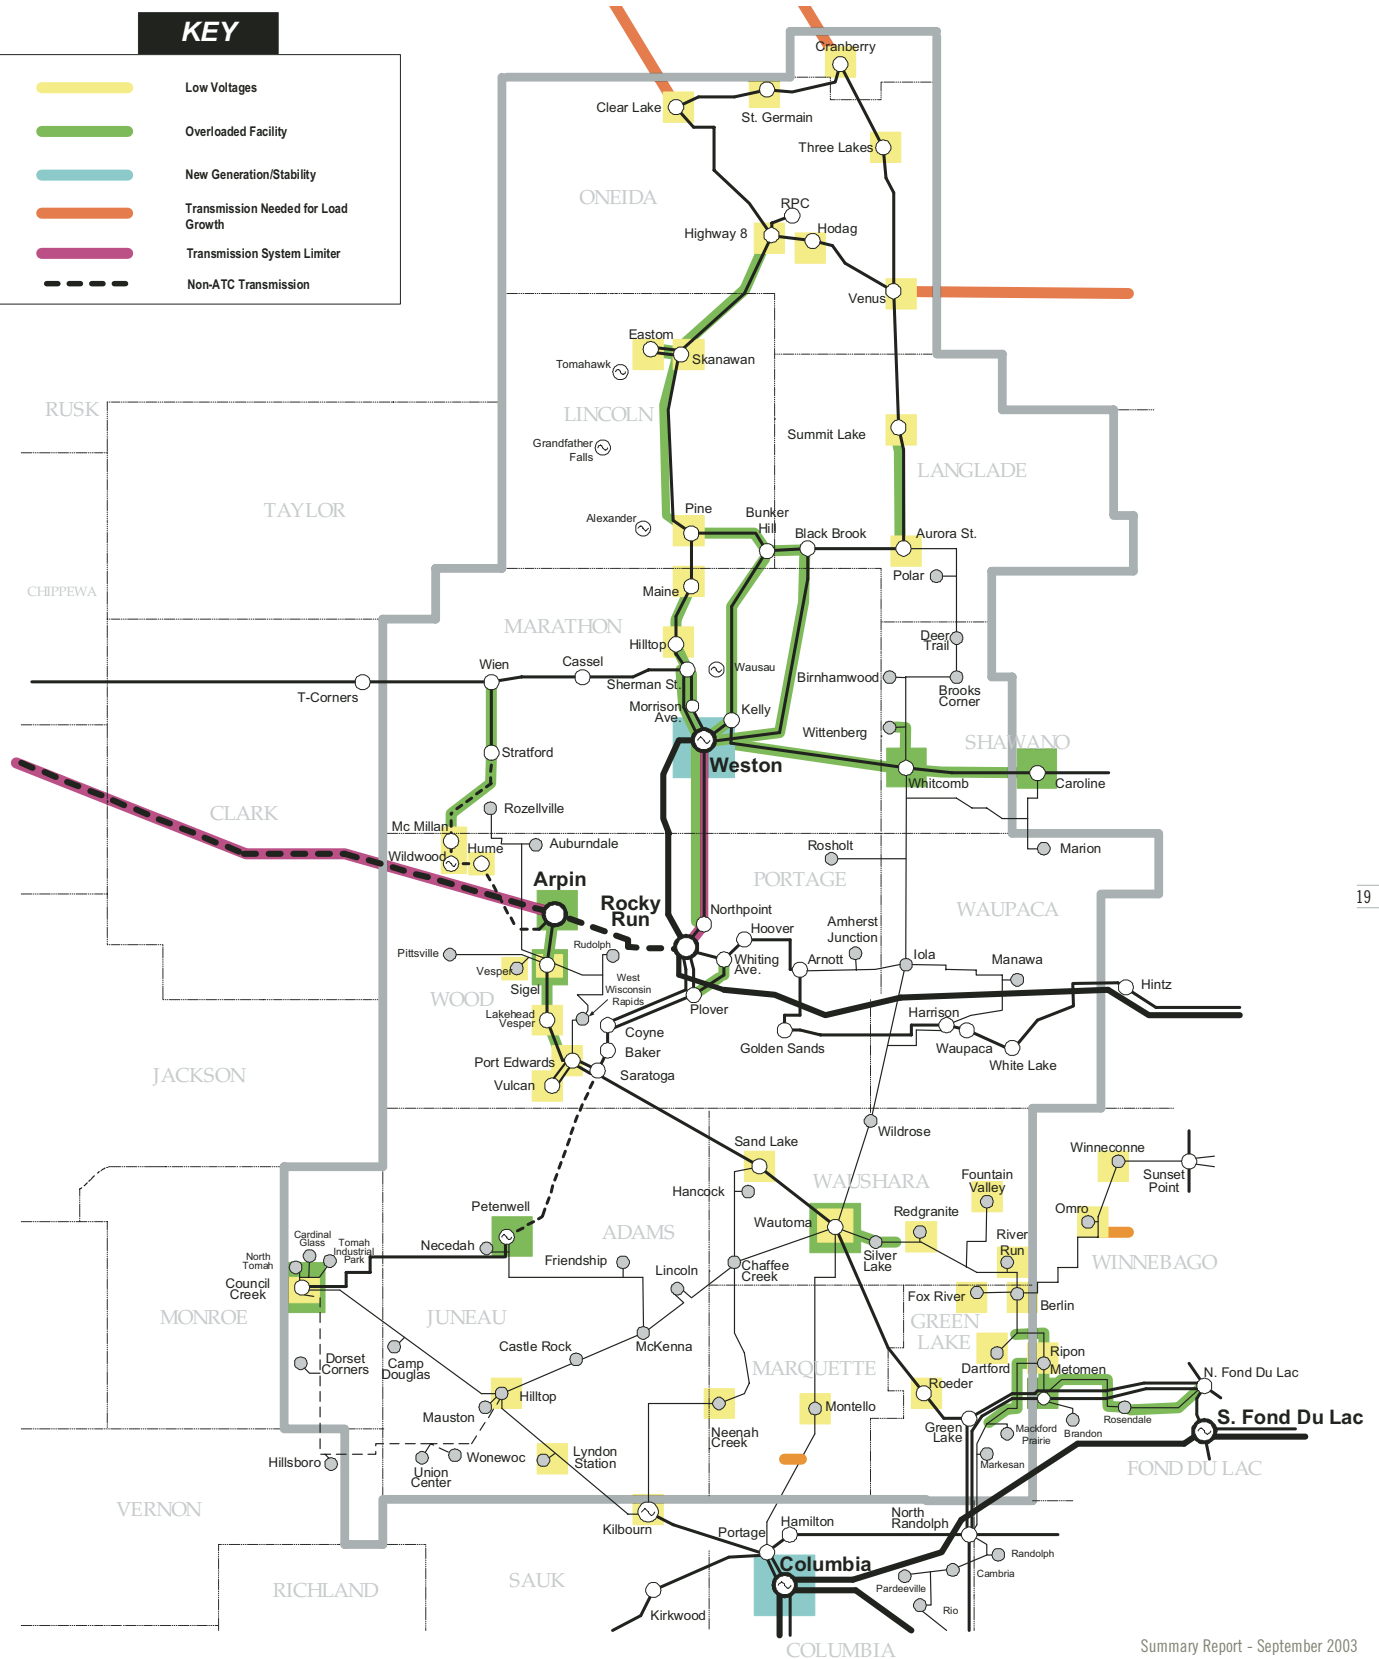 KEY
Low Voltages
Overloaded Facility
New Generation/Stability
Transmission Needed for Load
Growth
Transmission System Limiter
Non-ATC Transmission
Cranberry
Clear Lake
St. Germain
Three Lakes
ONEIDA
RPC
Highway 8
Hodag
Venus
Eastom
Skanawan
Tomahawk
RUSK
LINCOLN
Summit Lake
Grandfather
Falls
LANGLADE
TAYLOR
Pine
Bunker
Hill
Alexander
Black Brook
Aurora St.
Polar
CHIPPEWA
Maine
MARATHON
Hilltop
Deer
Trail
Wien
Cassel
Wausau
T-Corners
Sherman St.
Birnhamwood
Brooks
Corner
Morrison
Ave.
Kelly
Wittenberg
SHAWANO
Stratford
Weston
Whitcomb
Caroline
CLARK
Rozellville
Mc Millan
Auburndale
Rosholt
Marion
Wildwood
Hume
Arpin
PORTAGE
19
Rocky
Run
Northpoint
WAUPACA
Hoover
Amherst
Junction
Pittsville
Rudolph
Iola
Vesper
Whiting
Ave.
Arnott
Manawa
West
Wisconsin
Rapids
Sigel
WOOD
Hintz
Lakehead
Vesper
Plover
Harrison
Coyne
Golden Sands
Waupaca
Baker
White Lake
Port Edwards
JACKSON
Saratoga
Vulcan
Wildrose
Sand Lake
Winneconne
WAUSHARA
Fountain
Valley
Sunset
Point
Hancock
Petenwell
Wautoma
Redgranite
Omro
ADAMS
River
Run
Cardinal
Glass
Tomah
Industrial
Park
North
Tomah
Necedah
Friendship
Silver
Lake
WINNEBAGO
Council
Creek
Lincoln
Chaffee
Creek
Fox River
Berlin
MONROE
JUNEAU
GREEN
LAKE
Castle Rock
McKenna
Ripon
Dorset
Corners
Camp
Douglas
MARQUETTE
Dartford
Metomen
N. Fond Du Lac
Roeder
Hilltop
Mauston
Montello
Rosendale
S. Fond Du Lac
Neenah
Creek
Green
Lake
Mackford
Prairie
Brandon
Hillsboro
Union
Center
Wonewoc
Lyndon
Station
Markesan
FOND DU LAC
VERNON
Kilbourn
Portage
Hamilton
North
Randolph
Randolph
Columbia
Cambria
RICHLAND
SAUK
Pardeeville
Kirkwood
Rio
COLUMBIA
Summary Report - September 2003